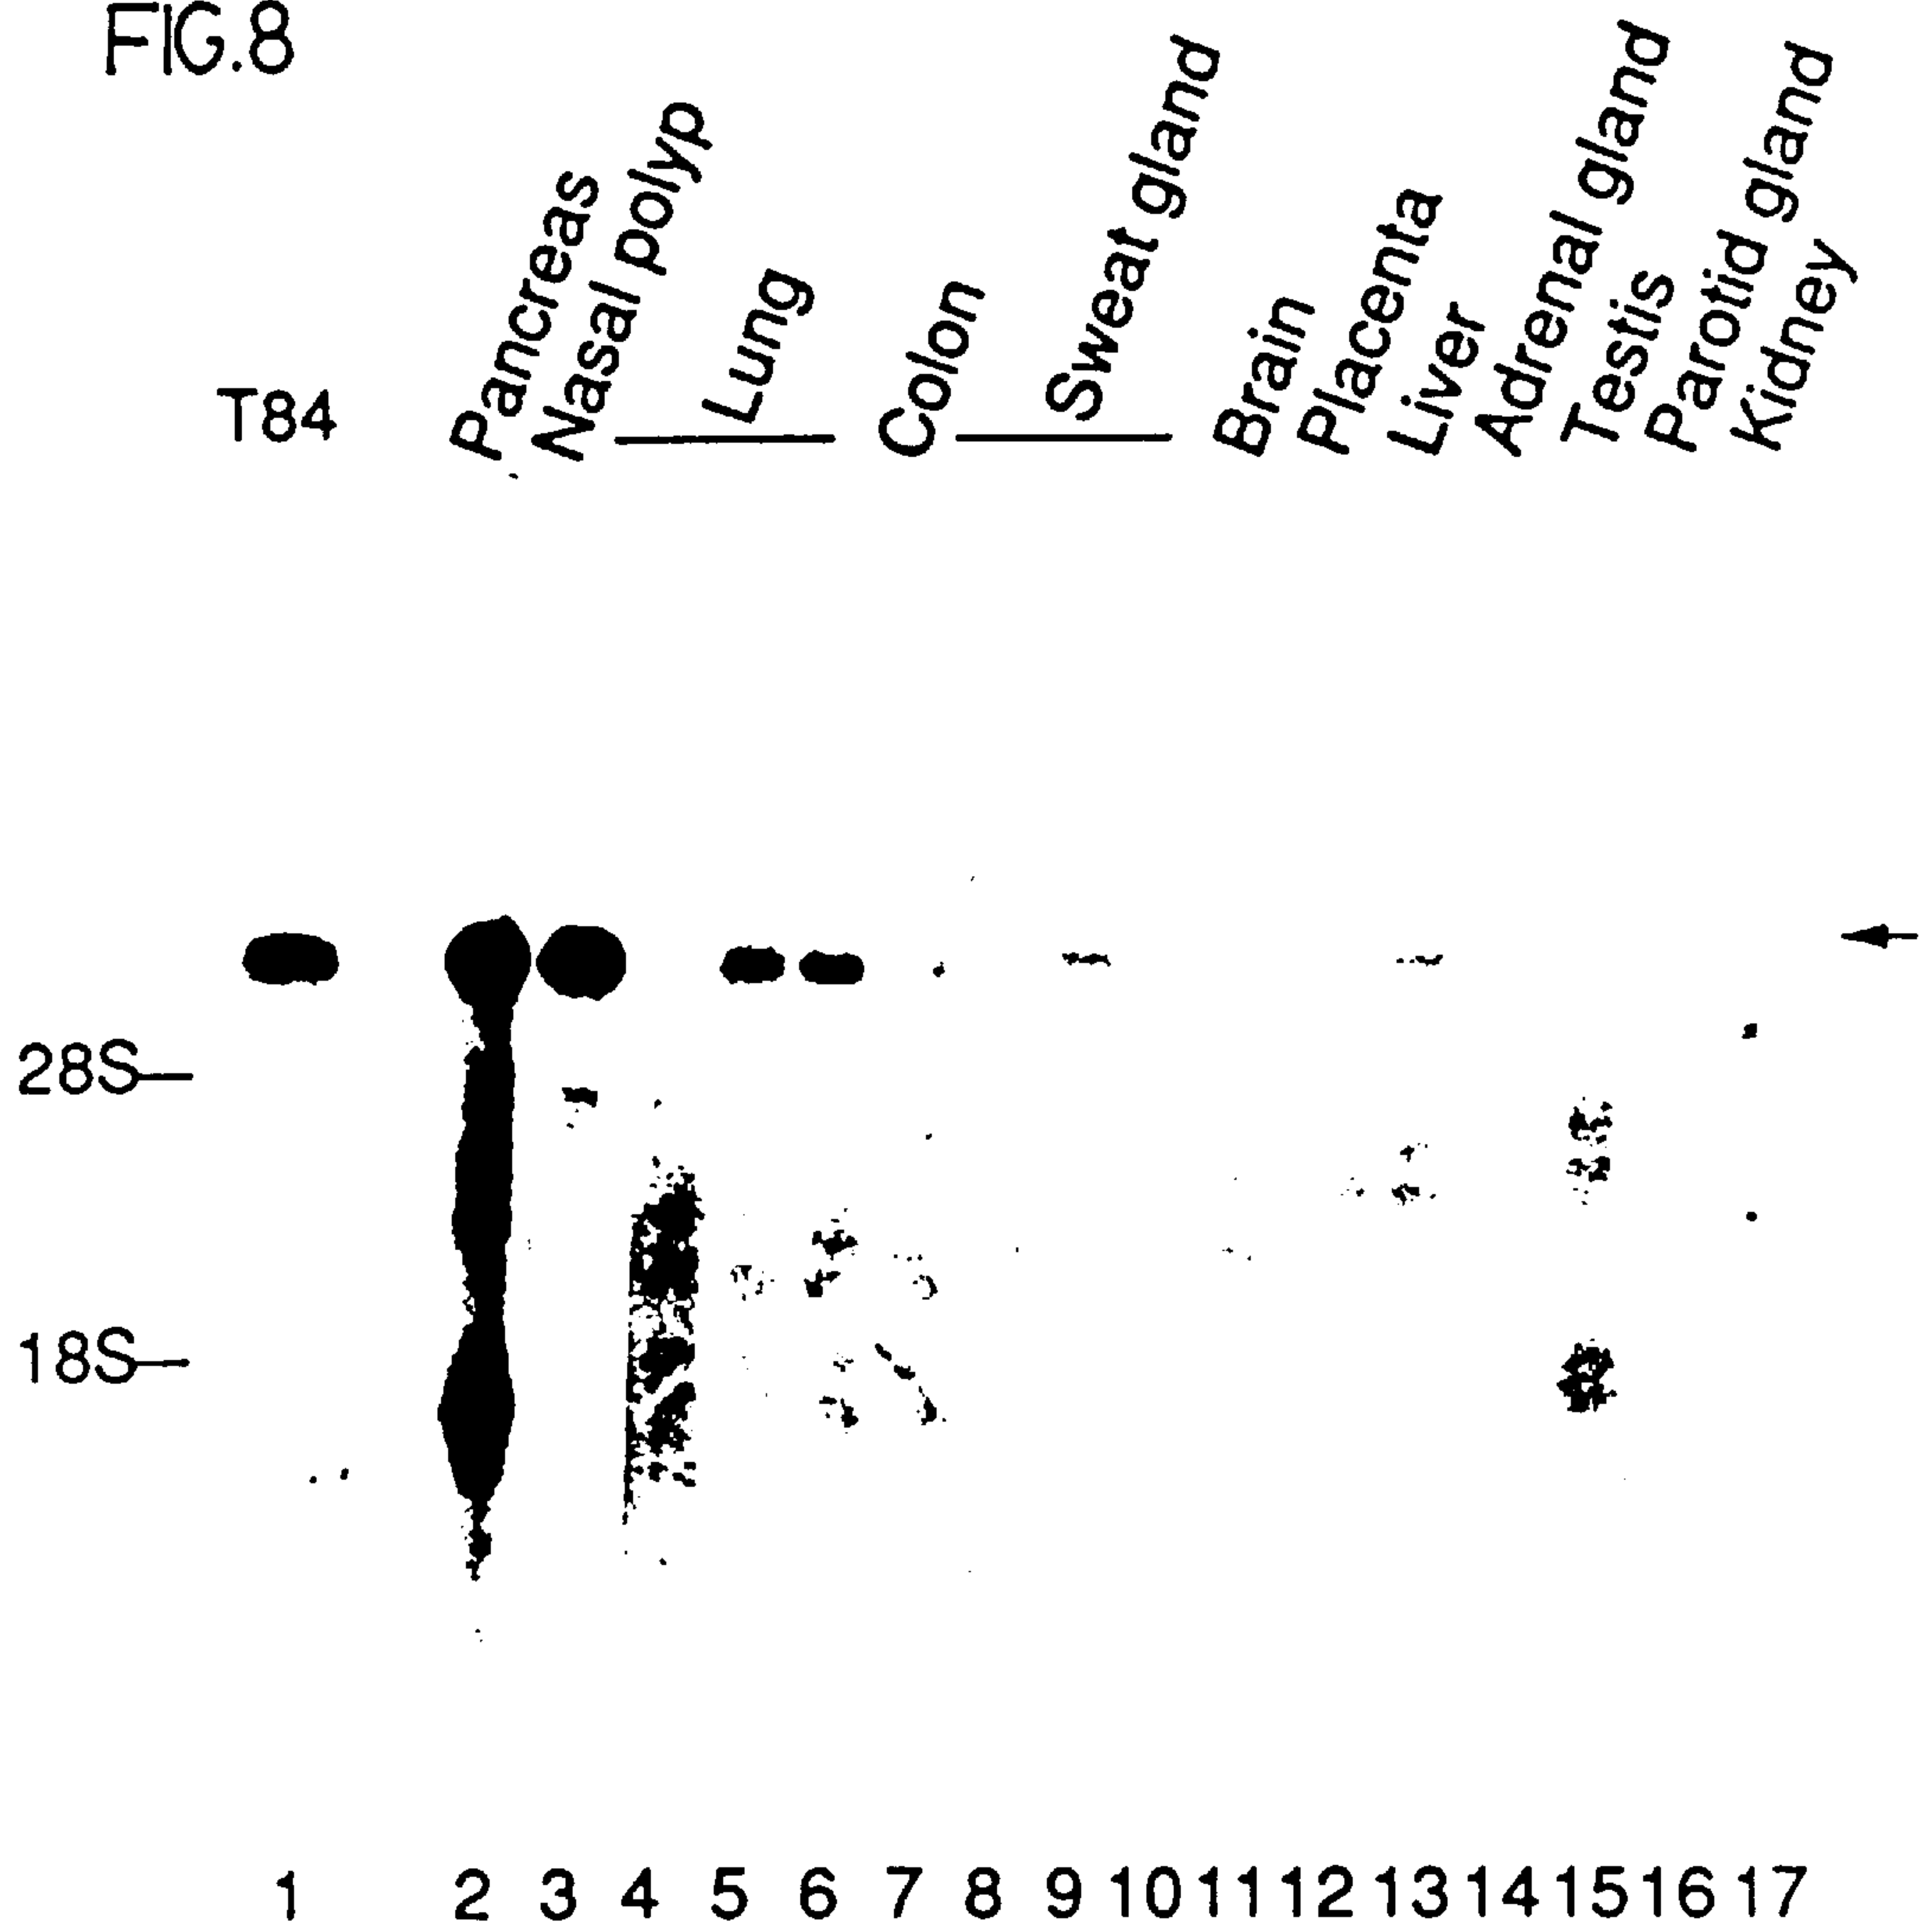 FIG.8
T84
Pancreas
Nasal polyp
Lung
Colon
Sweat gland
Brain
Placenta
Liver
Adrenal gland
Testis
Parotid gland
Kidney
28S
18S
1 2 3 4 5 6 7 8 9 10 11 12 13 14 15 16 17